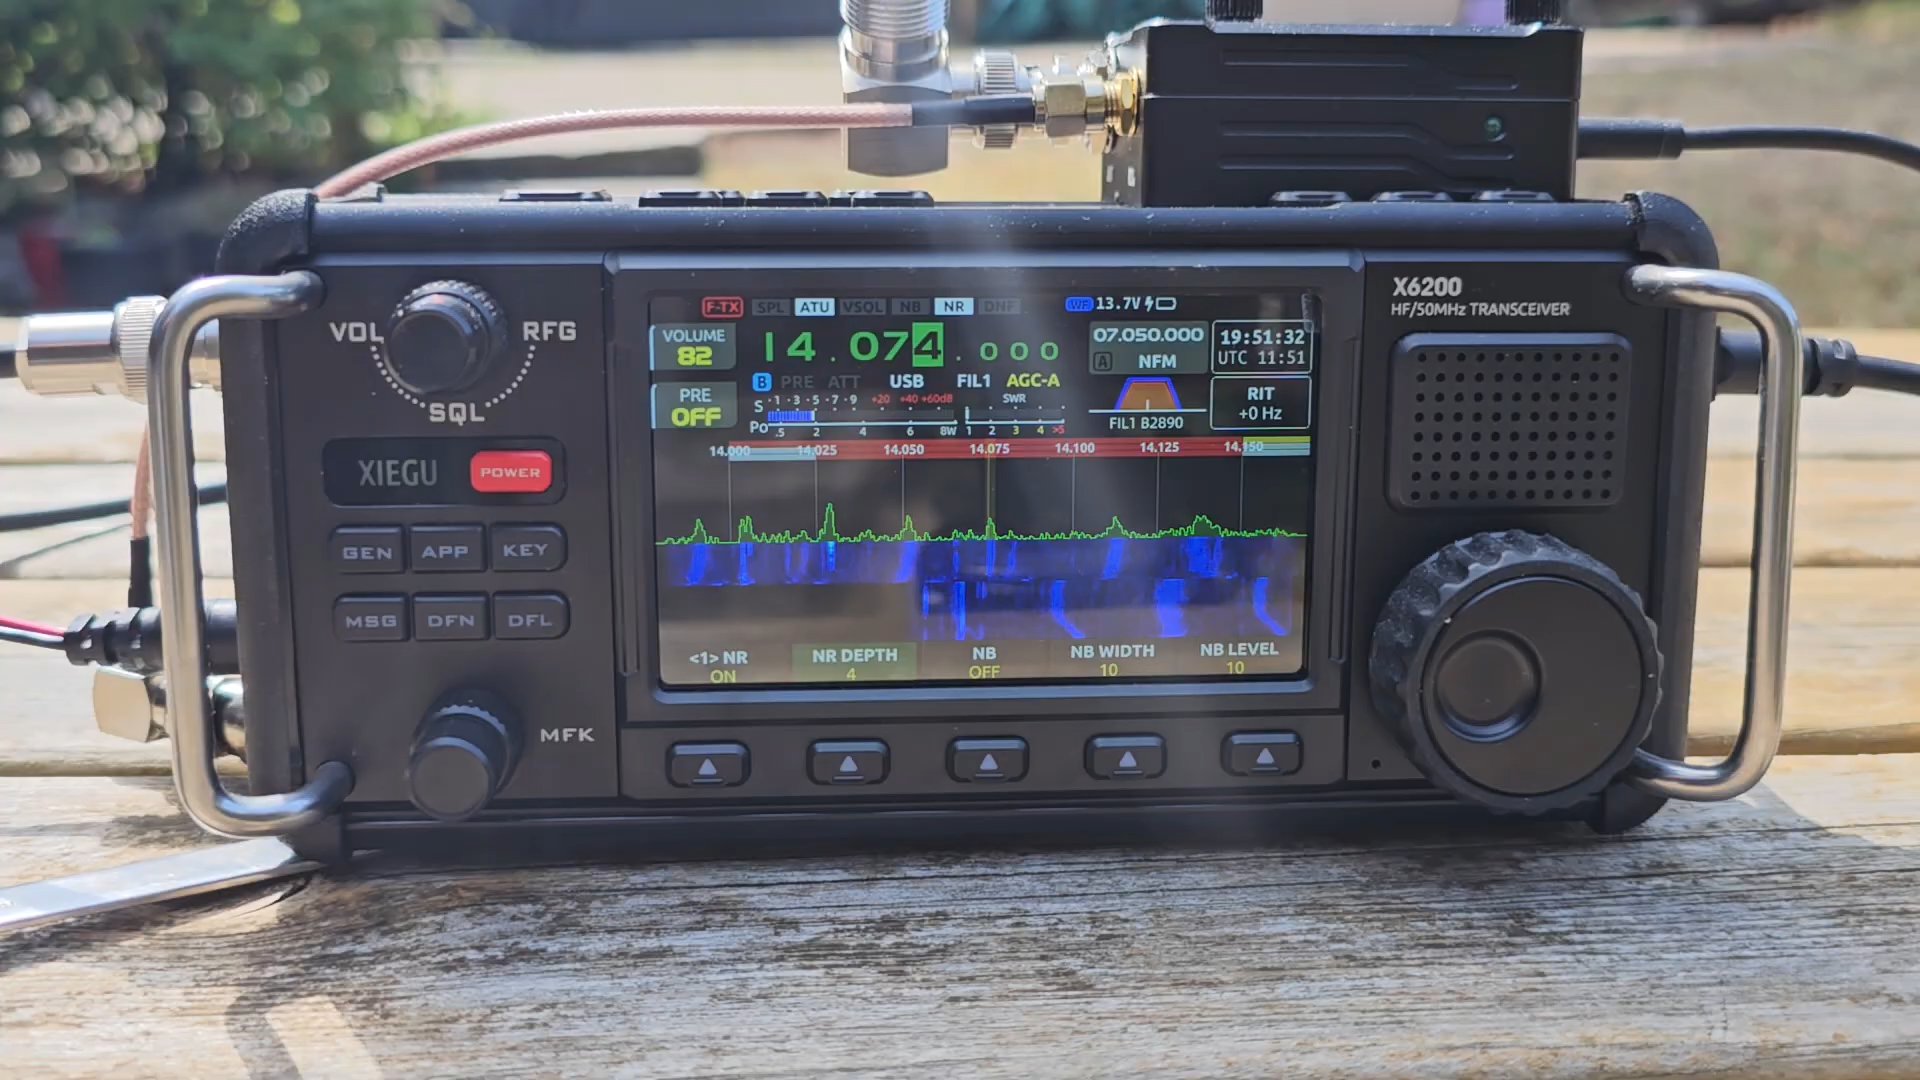 X6200
HF/50MHz TRANSCEIVER
VOL
RFG
SQL
XIEGU
POWER
GEN APP KEY
MSG DFN DFL
MFK
F-TX SPL ATU VSOL NB NR DNF
13.7V
VOLUME
82
14.074.000
07.050.000
A NFM
19:51:32
UTC 11:51
PRE
OFF
B PRE ATT USB FIL1 AGC-A
S 1 3 5 7 9 +20 +40 +60dB
Po .5 2 4 6 8W
SWR
1 2 3 4 >5
FIL1 B2890
RIT
+0 Hz
14.000 14.025 14.050 14.075 14.100 14.125 14.150
<1> NR
ON
NR DEPTH
4
NB
OFF
NB WIDTH
10
NB LEVEL
10